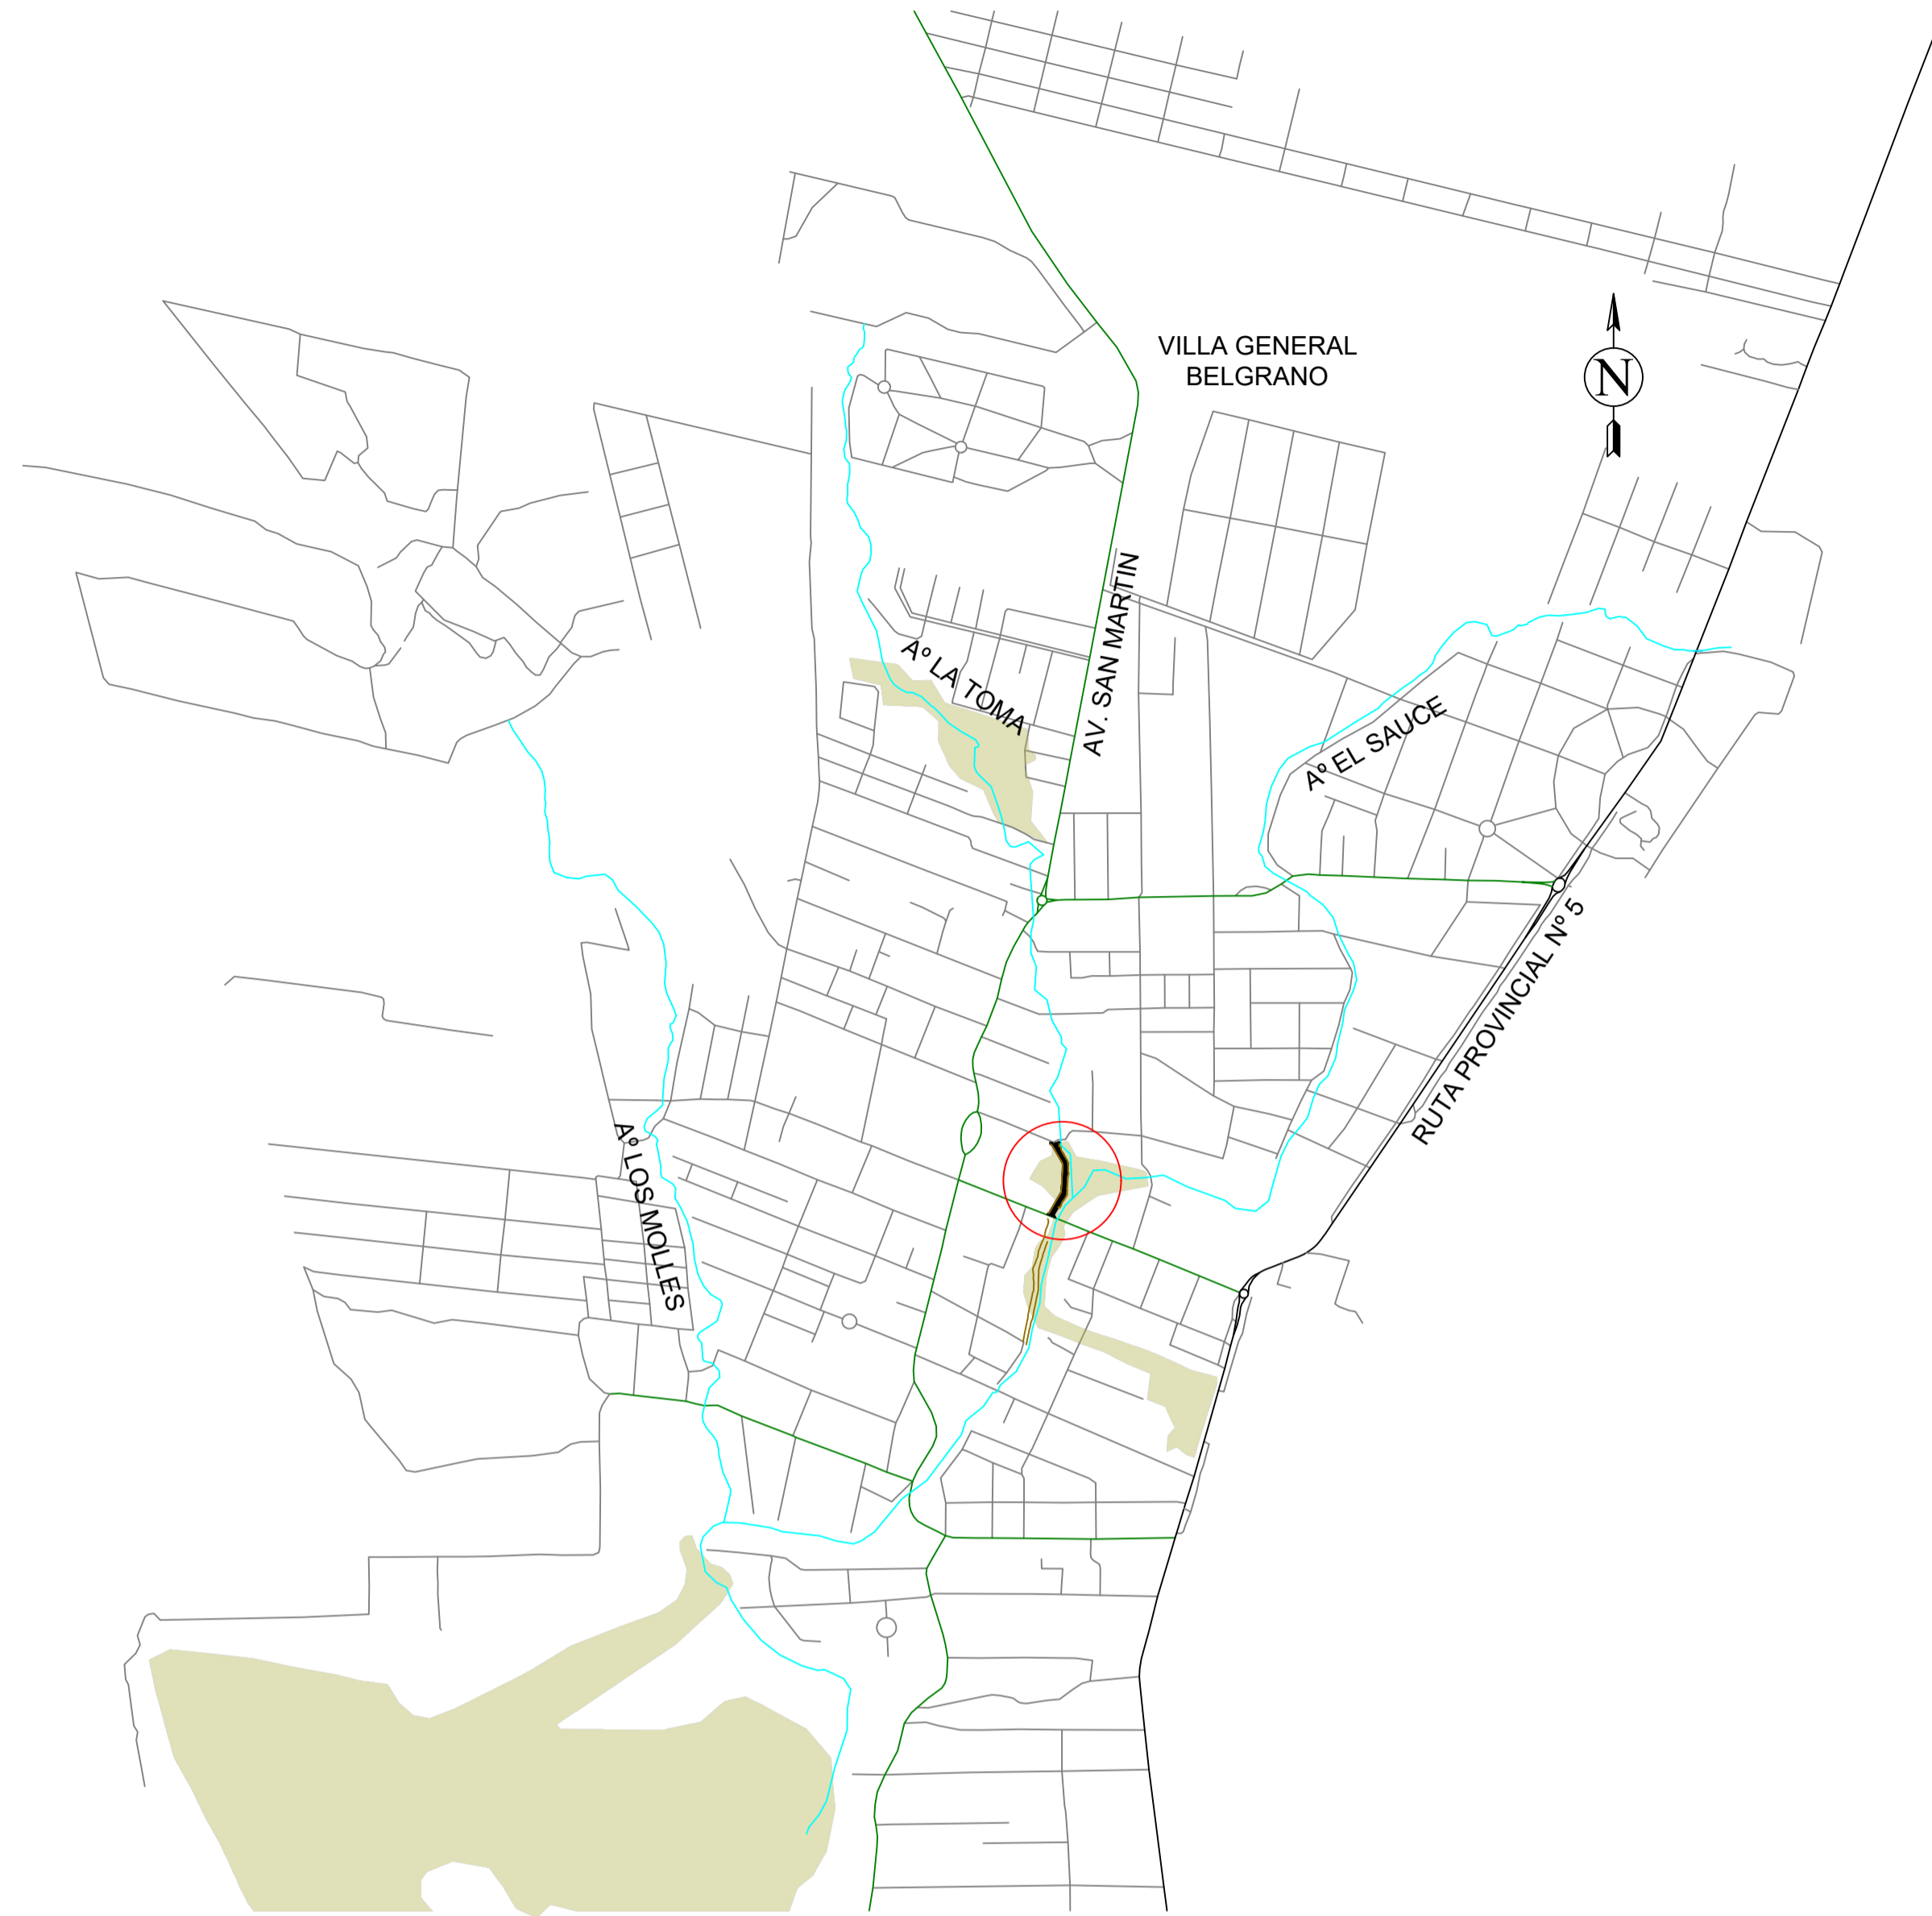 VILLA GENERAL
BELGRANO
N
AV. SAN MARTIN
Aº LA TOMA
Aº EL SAUCE
RUTA PROVINCIAL Nº 5
Aº LOS MOLLES